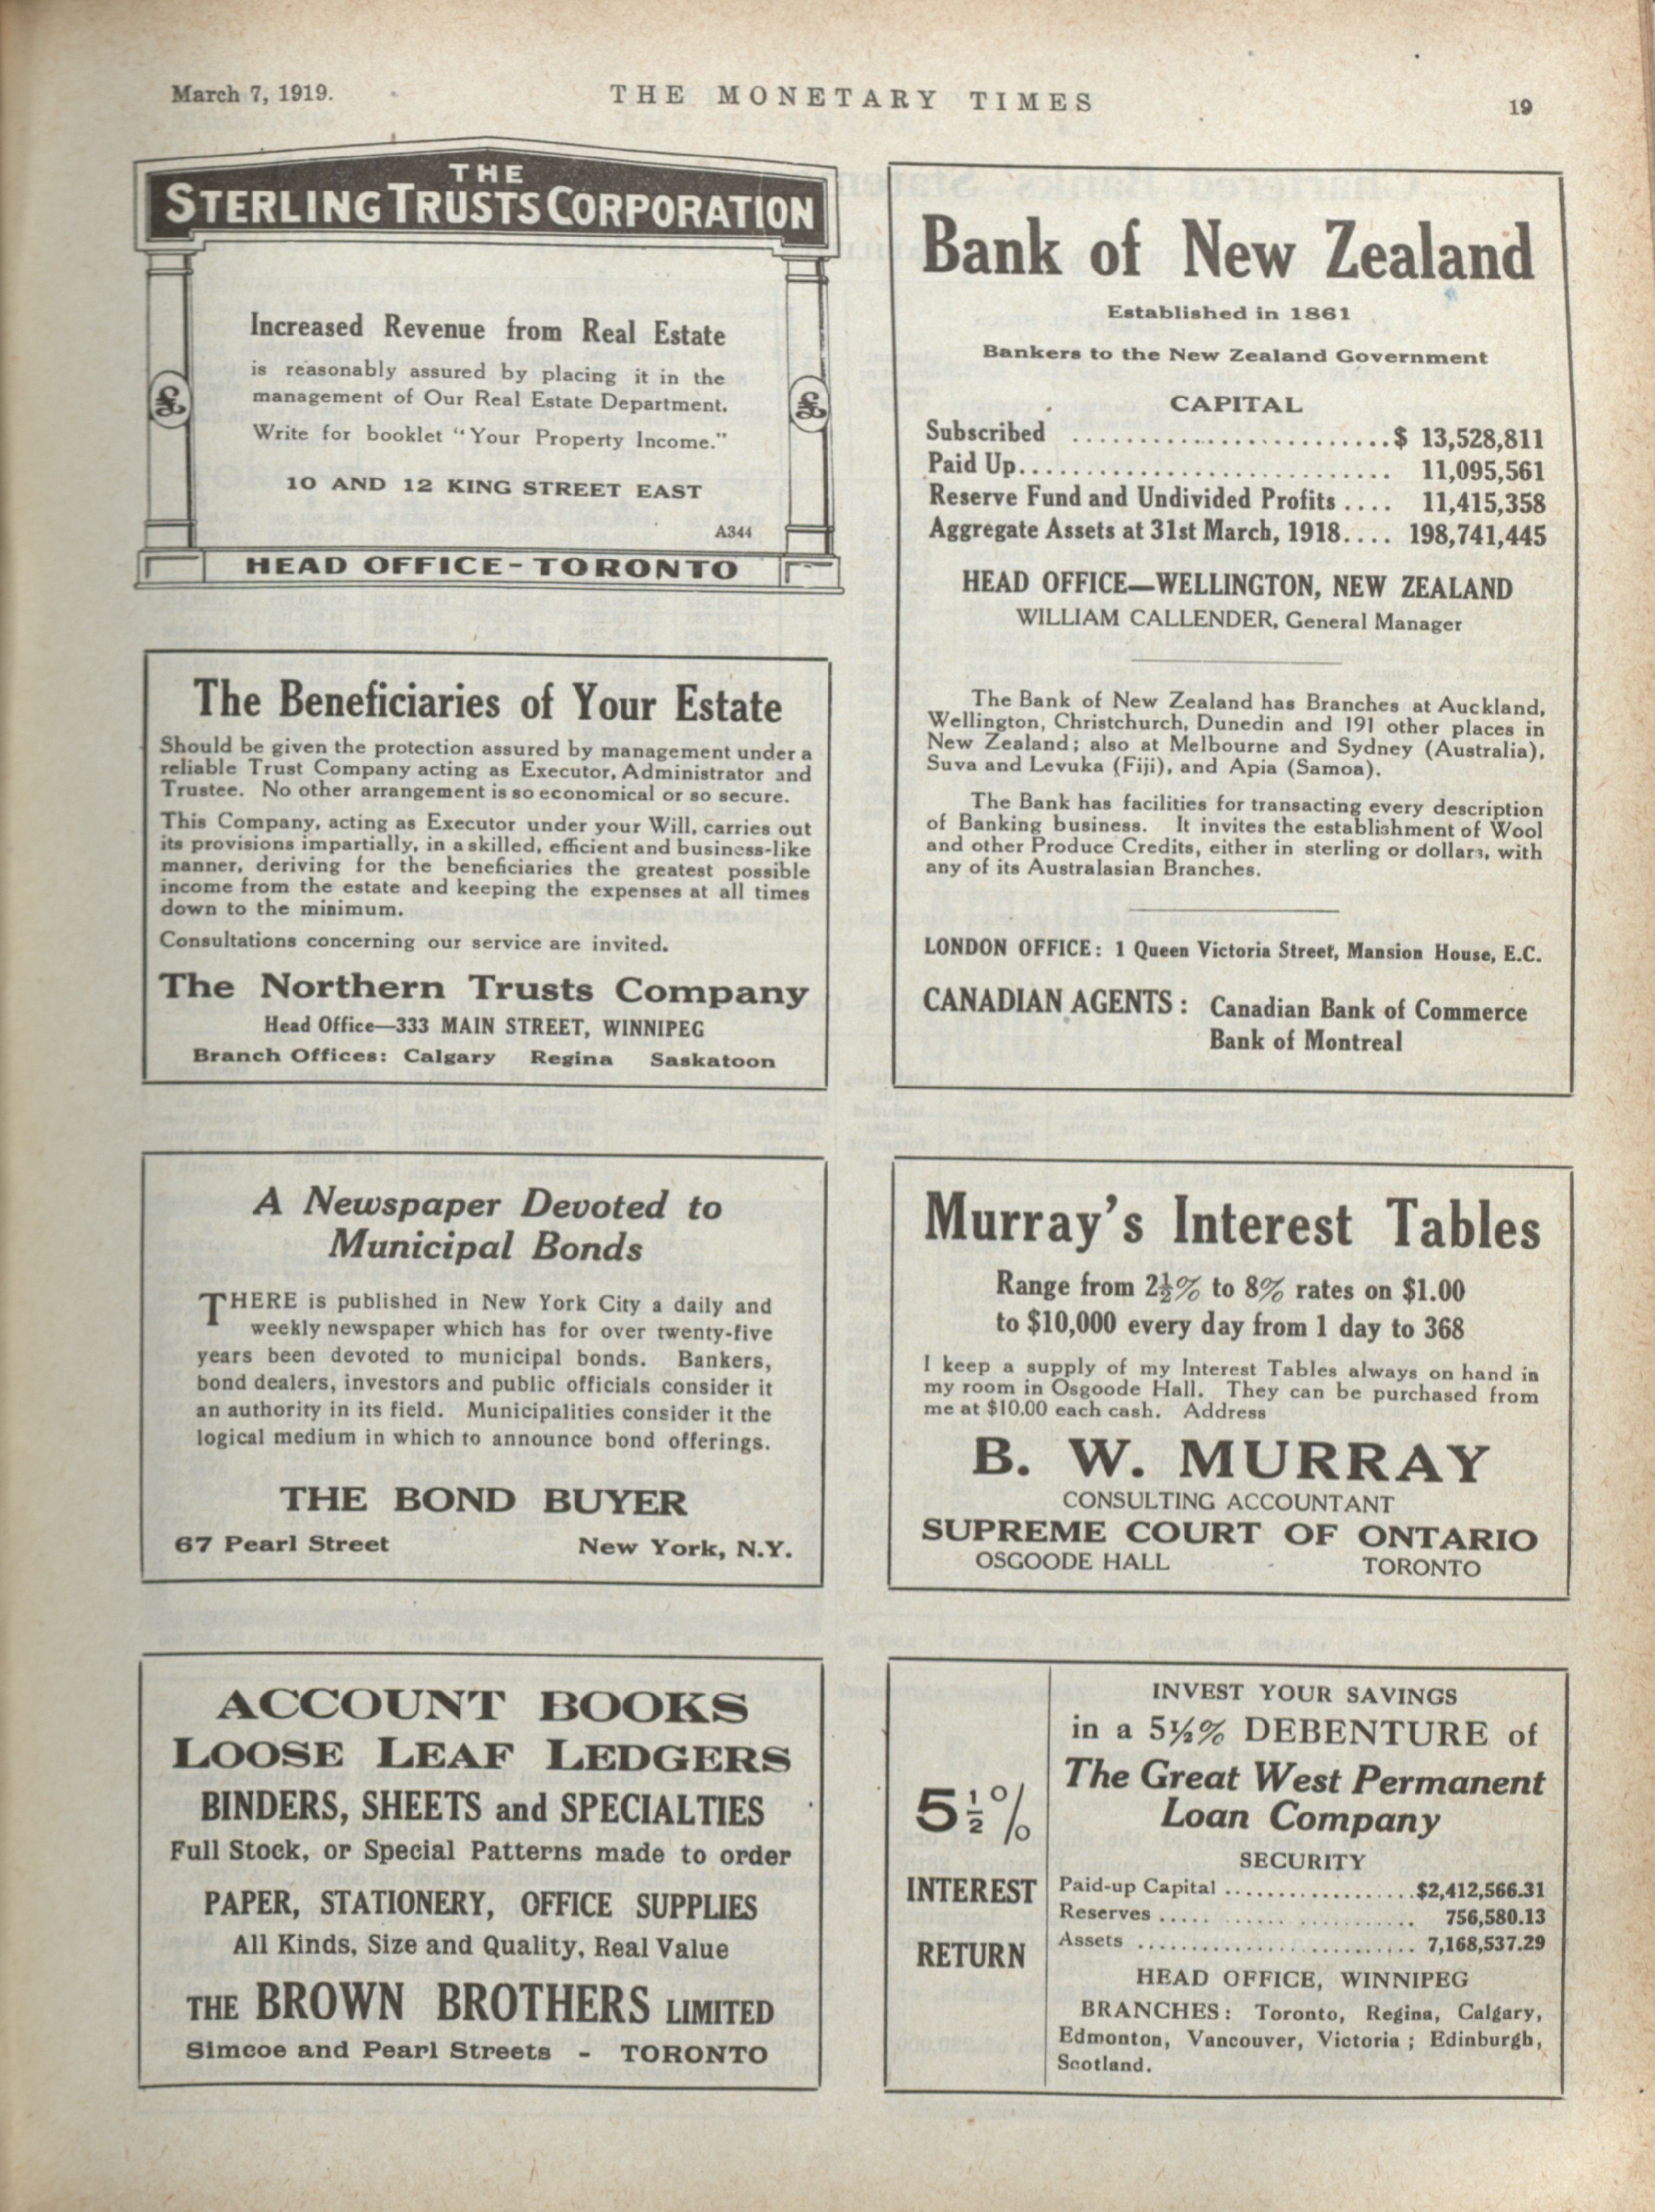 March 7, 1919.
THE MONETARY TIMES
19
THE
STERLING TRUSTS CORPORATION
Increased Revenue from Real Estate
is reasonably assured by placing it in the
management of Our Real Estate Department.
Write for booklet "Your Property Income."
£
£
10 AND 12 KING STREET EAST
A344
HEAD OFFICE-TORONTO
The Beneficiaries of Your Estate
Should be given the protection assured by management under a
reliable Trust Company acting as Executor, Administrator and
Trustee. No other arrangement is so economical or so secure.
This Company, acting as Executor under your Will, carries out
its provisions impartially, in a skilled, efficient and business-like
manner, deriving for the beneficiaries the greatest possible
income from the estate and keeping the expenses at all times
down to the minimum.
Consultations concerning our service are invited.
The Northern Trusts Company
Head Office—333 MAIN STREET, WINNIPEG
Branch Offices: Calgary Regina Saskatoon
A Newspaper Devoted to
Municipal Bonds
THERE is published in New York City a daily and
weekly newspaper which has for over twenty-five
years been devoted to municipal bonds. Bankers,
bond dealers, investors and public officials consider it
an authority in its field. Municipalities consider it the
logical medium in which to announce bond offerings.
THE BOND BUYER
67 Pearl Street New York, N.Y.
ACCOUNT BOOKS
LOOSE LEAF LEDGERS
BINDERS, SHEETS and SPECIALTIES
Full Stock, or Special Patterns made to order
PAPER, STATIONERY, OFFICE SUPPLIES
All Kinds, Size and Quality, Real Value
THE BROWN BROTHERS LIMITED
Simcoe and Pearl Streets - TORONTO
Bank of New Zealand
Established in 1861
Bankers to the New Zealand Government
CAPITAL
Subscribed ........................$ 13,528,811
Paid Up............................ 11,095,561
Reserve Fund and Undivided Profits .... 11,415,358
Aggregate Assets at 31st March, 1918.... 198,741,445
HEAD OFFICE—WELLINGTON, NEW ZEALAND
WILLIAM CALLENDER, General Manager
The Bank of New Zealand has Branches at Auckland,
Wellington, Christchurch, Dunedin and 191 other places in
New Zealand; also at Melbourne and Sydney (Australia),
Suva and Levuka (Fiji), and Apia (Samoa).
The Bank has facilities for transacting every description
of Banking business. It invites the establishment of Wool
and other Produce Credits, either in sterling or dollars, with
any of its Australasian Branches.
LONDON OFFICE: 1 Queen Victoria Street, Mansion House, E.C.
CANADIAN AGENTS: Canadian Bank of Commerce
Bank of Montreal
Murray's Interest Tables
Range from 2½% to 8% rates on $1.00
to $10,000 every day from 1 day to 368
I keep a supply of my Interest Tables always on hand in
my room in Osgoode Hall. They can be purchased from
me at $10.00 each cash. Address
B. W. MURRAY
CONSULTING ACCOUNTANT
SUPREME COURT OF ONTARIO
OSGOODE HALL - TORONTO
5½%
INTEREST
RETURN
INVEST YOUR SAVINGS
in a 5½% DEBENTURE of
The Great West Permanent
Loan Company
SECURITY
Paid-up Capital ..................$2,412,566.31
Reserves ........................ 756,580.13
Assets .......................... 7,168,537.29
HEAD OFFICE, WINNIPEG
BRANCHES: Toronto, Regina, Calgary,
Edmonton, Vancouver, Victoria; Edinburgh,
Scotland.